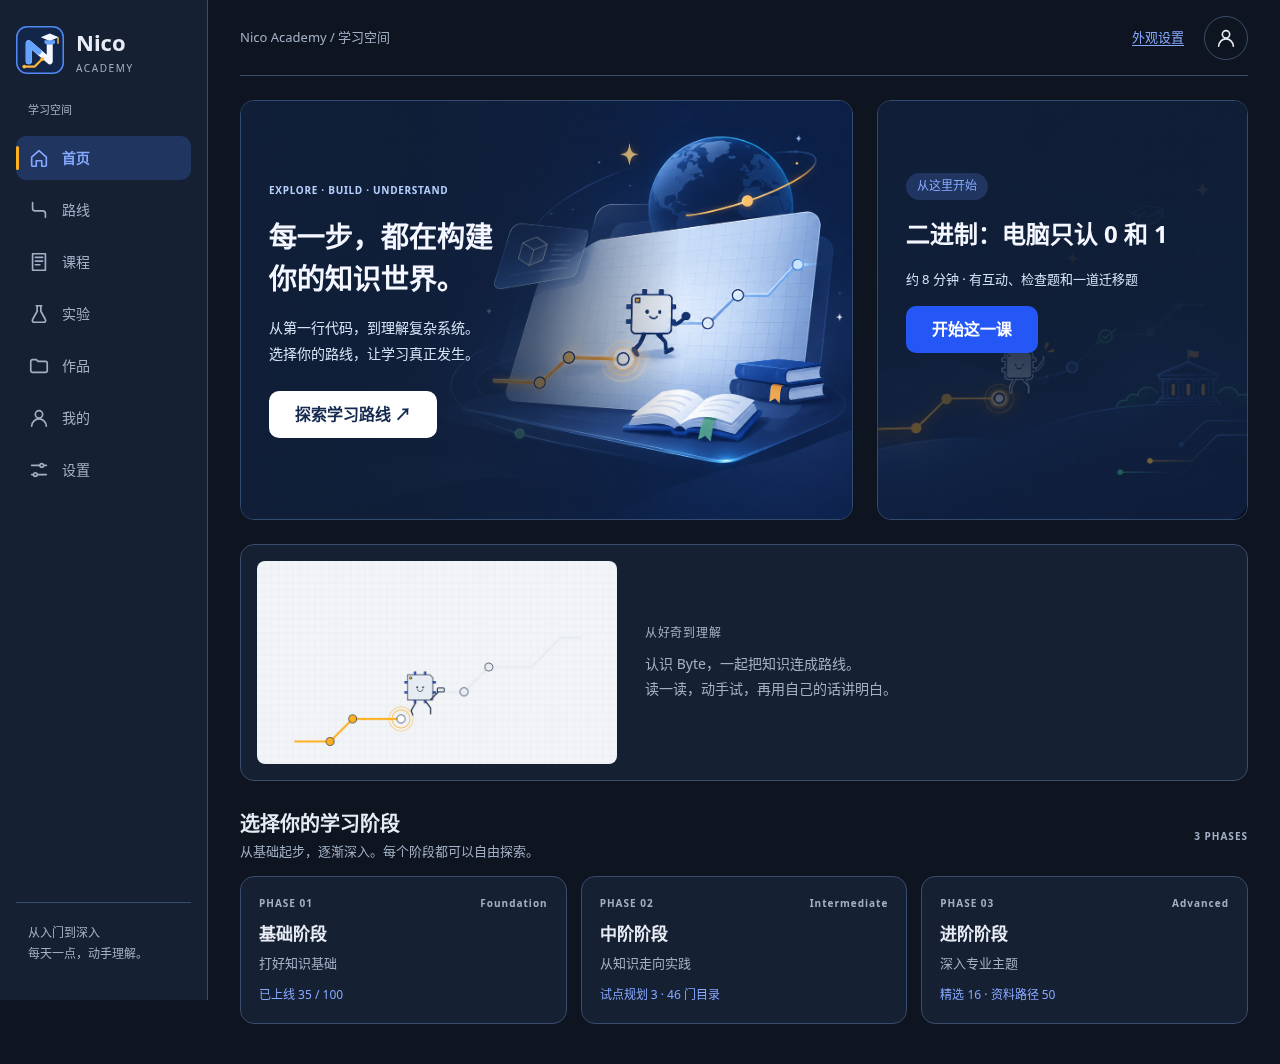 Nico
ACADEMY
学习空间
首页
路线
课程
实验
作品
我的
设置
从入门到深入
每天一点，动手理解。
Nico Academy / 学习空间
外观设置
EXPLORE · BUILD · UNDERSTAND
每一步，都在构建
你的知识世界。
从第一行代码，到理解复杂系统。
选择你的路线，让学习真正发生。
探索学习路线 ↗
从这里开始
二进制：电脑只认 0 和 1
约 8 分钟 · 有互动、检查题和一道迁移题
开始这一课
从好奇到理解
认识 Byte，一起把知识连成路线。
读一读，动手试，再用自己的话讲明白。
选择你的学习阶段
从基础起步，逐渐深入。每个阶段都可以自由探索。
3 PHASES
PHASE 01
Foundation
基础阶段
打好知识基础
已上线 35 / 100
PHASE 02
Intermediate
中阶阶段
从知识走向实践
试点规划 3 · 46 门目录
PHASE 03
Advanced
进阶阶段
深入专业主题
精选 16 · 资料路径 50